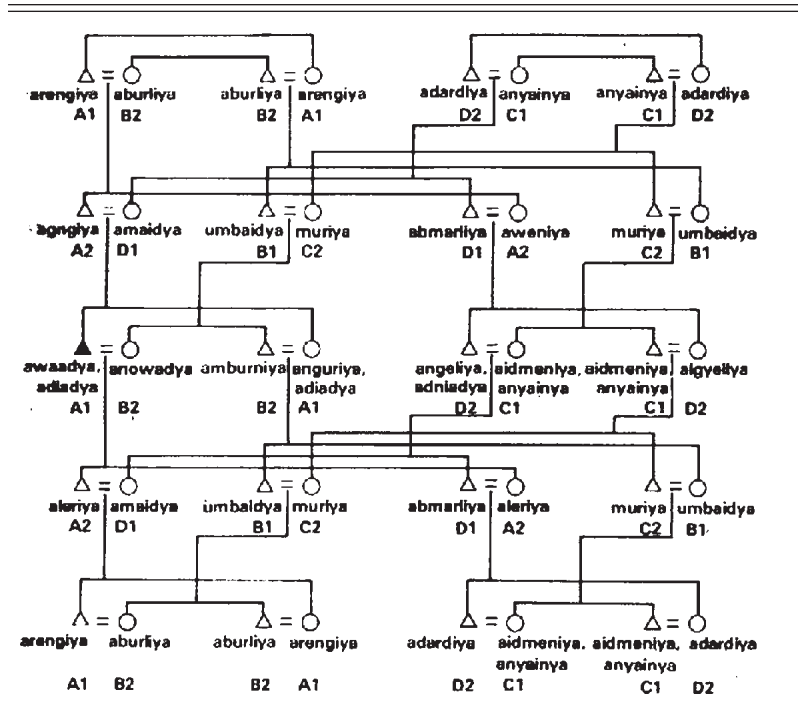 arengiya aburliya aburliya arengiya adardiya anyainya anyainya adardiya
A1 B2 B2 A1 D2 C1 C1 D2
agngiya amaidya umbaidya muriya abmarliya aweniya muriya umbaidya
A2 D1 B1 C2 D1 A2 C2 B1
awaadya, anowadya amburniya anguriya, angeliya, aidmeniya, aidmeniya algyeliya
adiadya adiadya adniadya anyainya anyainya
A1 B2 B2 A1 D2 C1 C1 D2
aleriya amaidya umbaidya muriya abmarliya aleriya muriya umbaidya
A2 D1 B1 C2 D1 A2 C2 B1
arengiya aburliya aburliya arengiya adardiya aidmeniya, aidmeniya, adardiya
anyainya anyainya
A1 B2 B2 A1 D2 C1 C1 D2